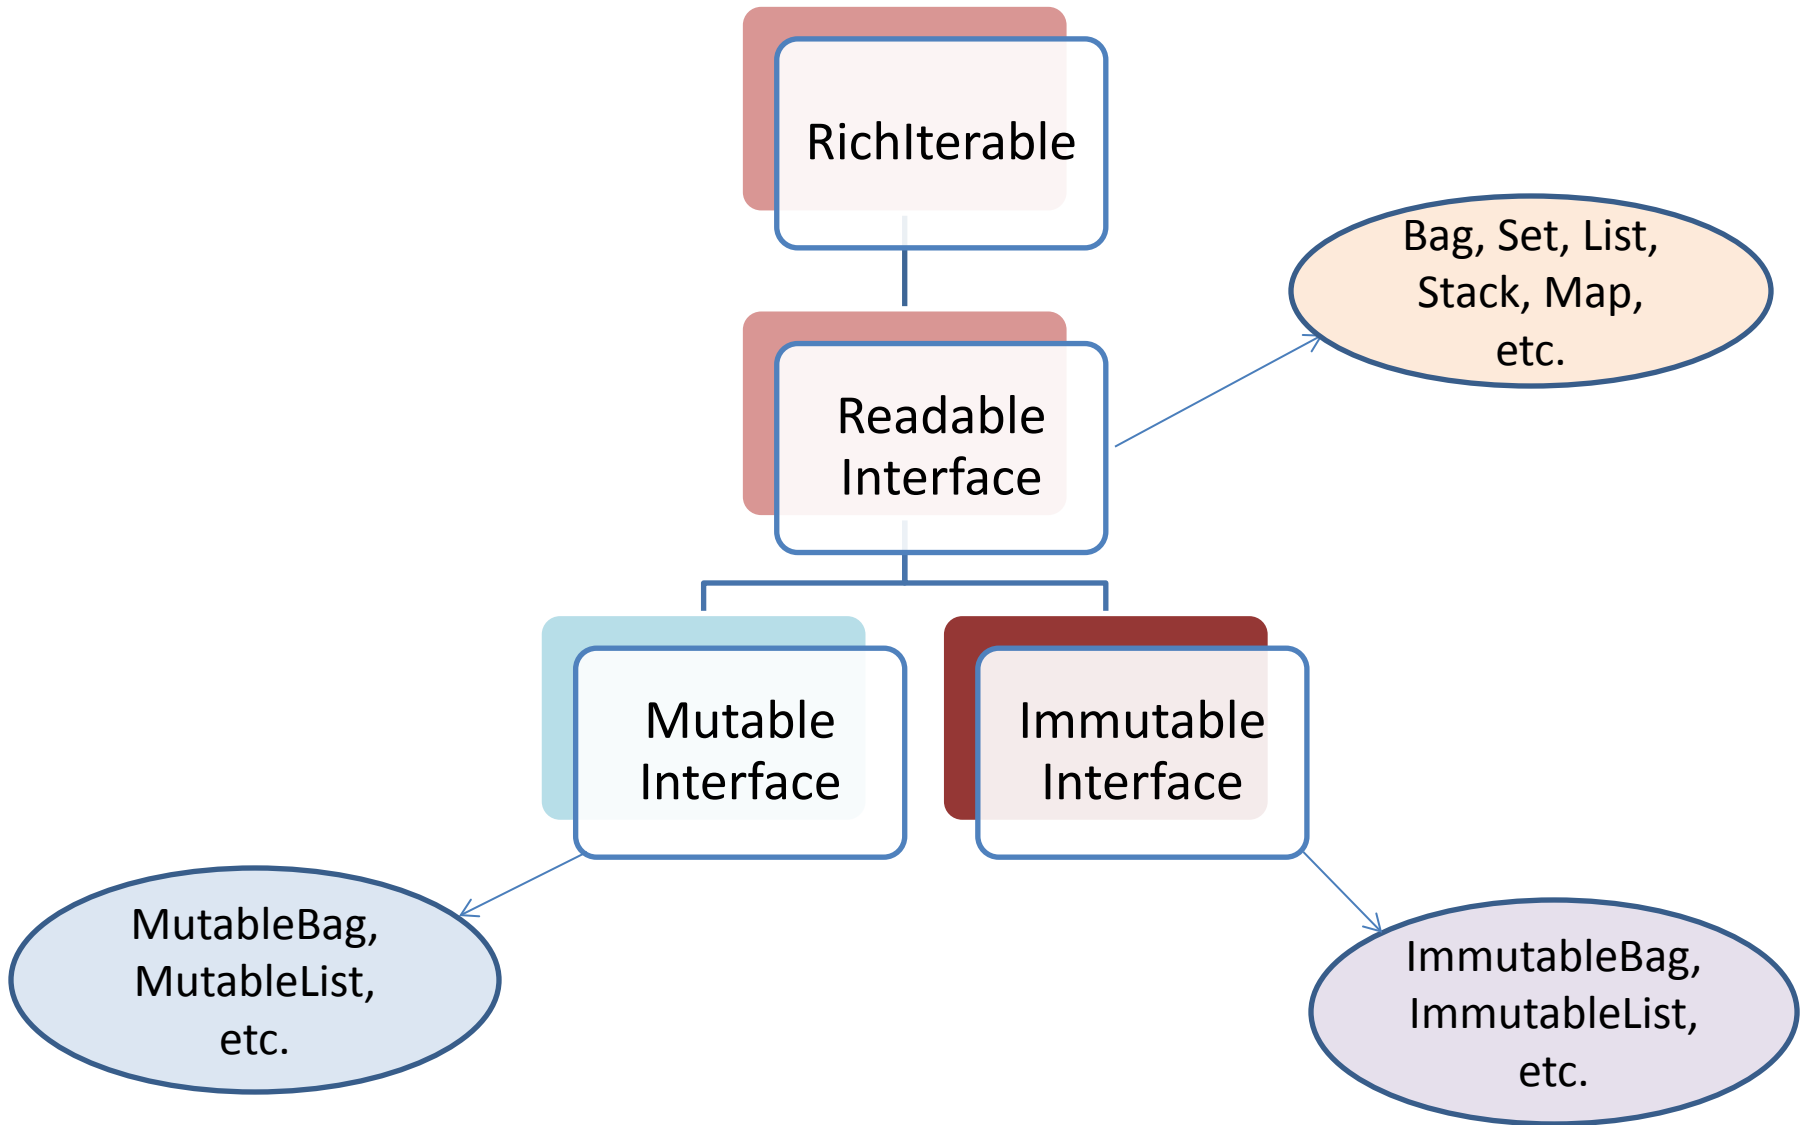 RichIterable
Bag, Set, List,
Stack, Map,
etc.
Readable
Interface
Mutable
Interface
Immutable
Interface
MutableBag,
MutableList,
etc.
ImmutableBag,
ImmutableList,
etc.